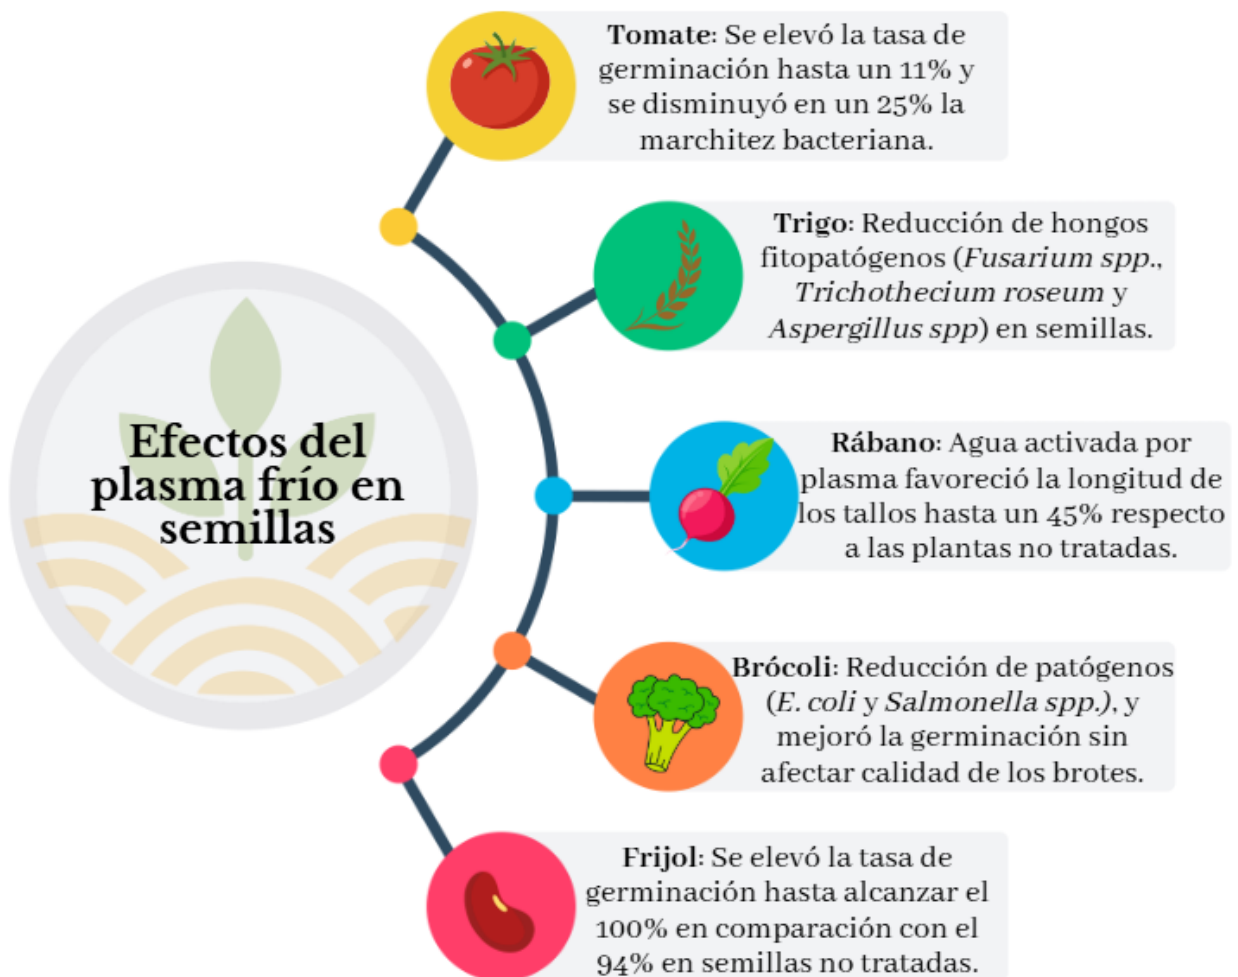 Efectos del
plasma frío en
semillas
Tomate: Se elevó la tasa de
germinación hasta un 11% y
se disminuyó en un 25% la
marchitez bacteriana.
Trigo: Reducción de hongos
fitopatógenos (Fusarium spp.,
Trichothecium roseum y
Aspergillus spp) en semillas.
Rábano: Agua activada por
plasma favoreció la longitud de
los tallos hasta un 45% respecto
a las plantas no tratadas.
Brócoli: Reducción de patógenos
(E. coli y Salmonella spp.), y
mejoró la germinación sin
afectar calidad de los brotes.
Frijol: Se elevó la tasa de
germinación hasta alcanzar el
100% en comparación con el
94% en semillas no tratadas.